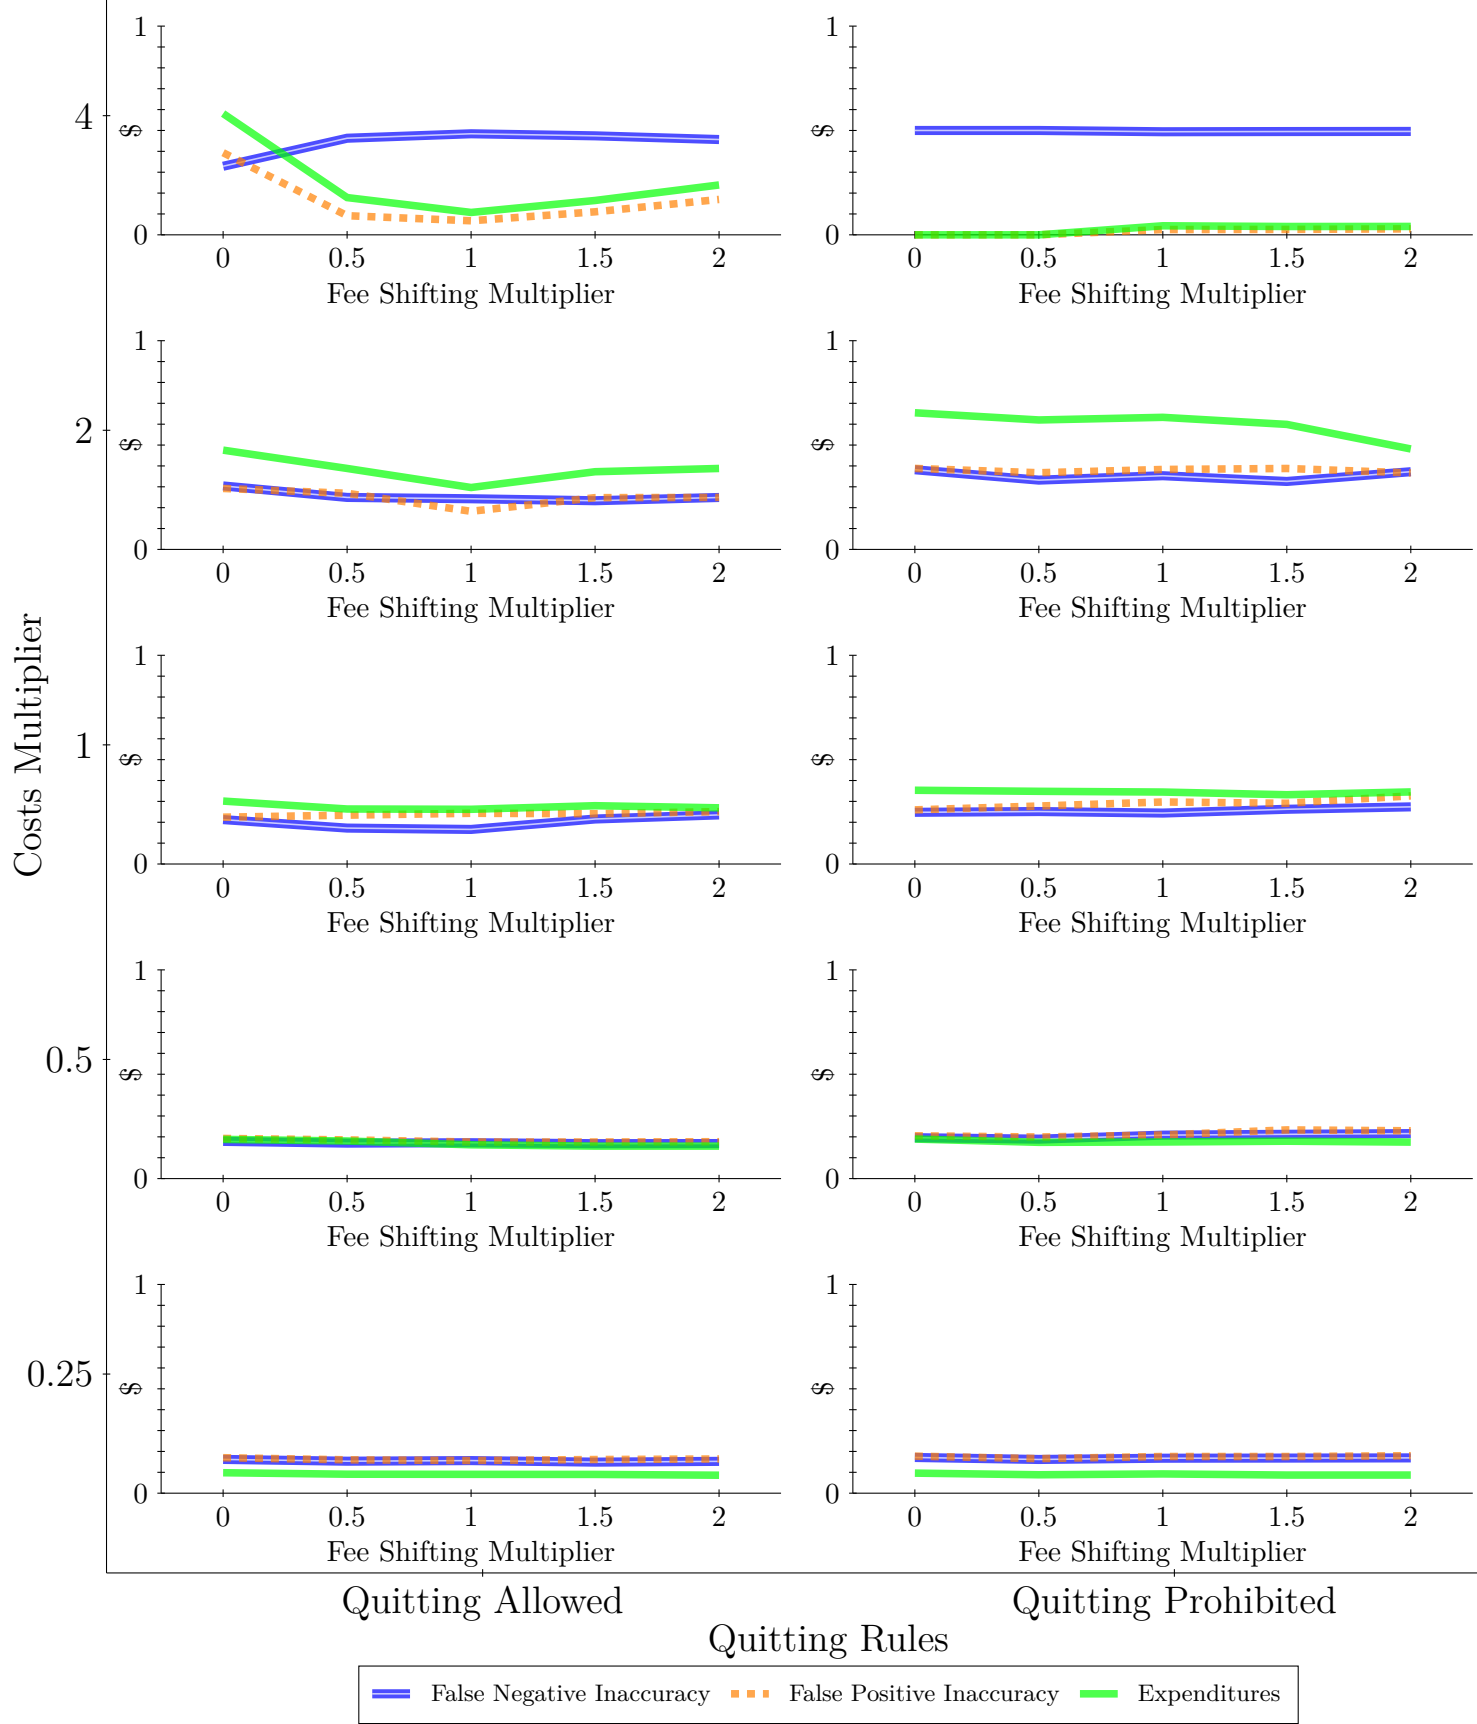 1
$
0
0 0.5 1 1.5 2
Fee Shifting Multiplier
1
$
0
0 0.5 1 1.5 2
Fee Shifting Multiplier
4
1
$
0
0 0.5 1 1.5 2
Fee Shifting Multiplier
1
$
0
0 0.5 1 1.5 2
Fee Shifting Multiplier
2
1
$
0
0 0.5 1 1.5 2
Fee Shifting Multiplier
1
$
0
0 0.5 1 1.5 2
Fee Shifting Multiplier
1
Costs Multiplier
1
$
0
0 0.5 1 1.5 2
Fee Shifting Multiplier
1
$
0
0 0.5 1 1.5 2
Fee Shifting Multiplier
0.5
1
$
0
0 0.5 1 1.5 2
Fee Shifting Multiplier
1
$
0
0 0.5 1 1.5 2
Fee Shifting Multiplier
0.25
Quitting Allowed
Quitting Prohibited
Quitting Rules
False Negative Inaccuracy False Positive Inaccuracy Expenditures